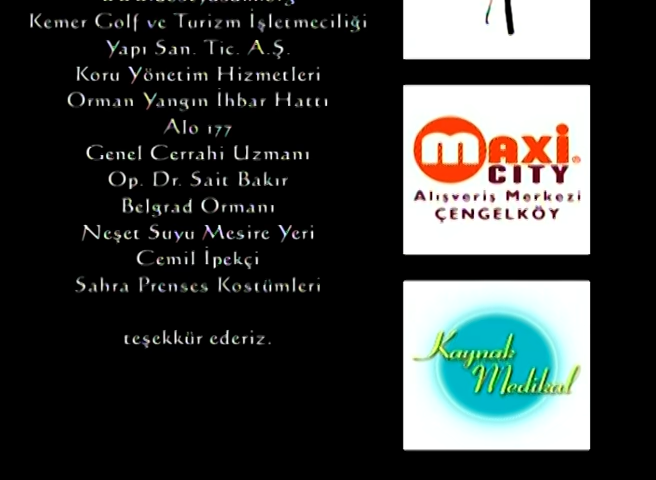 Kemer Golf ve Turizm İşletmeciliği
Yapı San. Tic. A.Ş.
Koru Yönetim Hizmetleri
Orman Yangın İhbar Hattı
Alo 177
Genel Cerrahi Uzmanı
Op. Dr. Sait Bakır
Belgrad Ormanı
Neşet Suyu Mesire Yeri
Cemil İpekçi
Sahra Prenses Kostümleri
teşekkür ederiz.
maxi
CITY
Alışveriş Merkezi
ÇENGELKÖY
Kaynak
Medikal